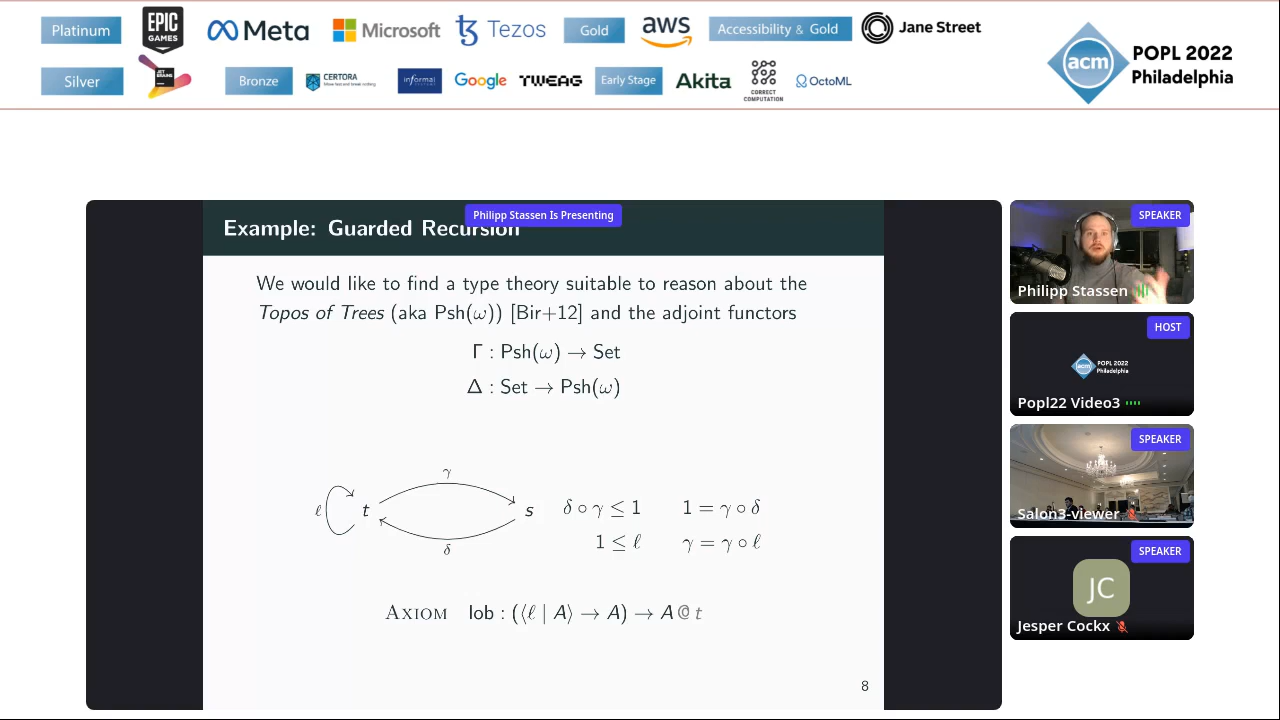 Platinum
EPIC GAMES
Meta
Microsoft
Tezos
Gold
aws
Accessibility & Gold
Jane Street
Silver
JET BRAINS
Bronze
CERTORA
informal
Google
TWEAG
Early Stage
Akita
CORRECT COMPUTATION
OctoML
acm
POPL 2022
Philadelphia
Philipp Stassen Is Presenting
Example: Guarded Recursion
We would like to find a type theory suitable to reason about the
Topos of Trees (aka Psh(ω)) [Bir+12] and the adjoint functors
Γ : Psh(ω) → Set
Δ : Set → Psh(ω)
γ
ℓ t s δ ∘ γ ≤ 1 1 = γ ∘ δ
δ 1 ≤ ℓ γ = γ ∘ ℓ
AXIOM lob : (⟨ℓ | A⟩ → A) → A @ t
8
SPEAKER
Philipp Stassen
HOST
acm POPL 2022
Philadelphia
Popl22 Video3
SPEAKER
Salon3-viewer
SPEAKER
JC
Jesper Cockx